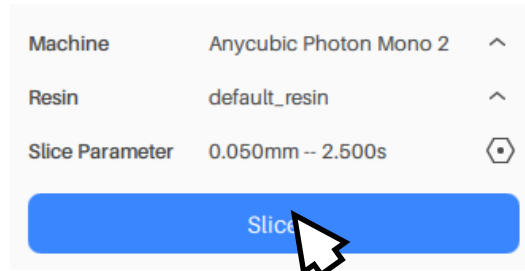 Machine Anycubic Photon Mono 2
Resin default_resin
Slice Parameter 0.050mm -- 2.500s
Slice